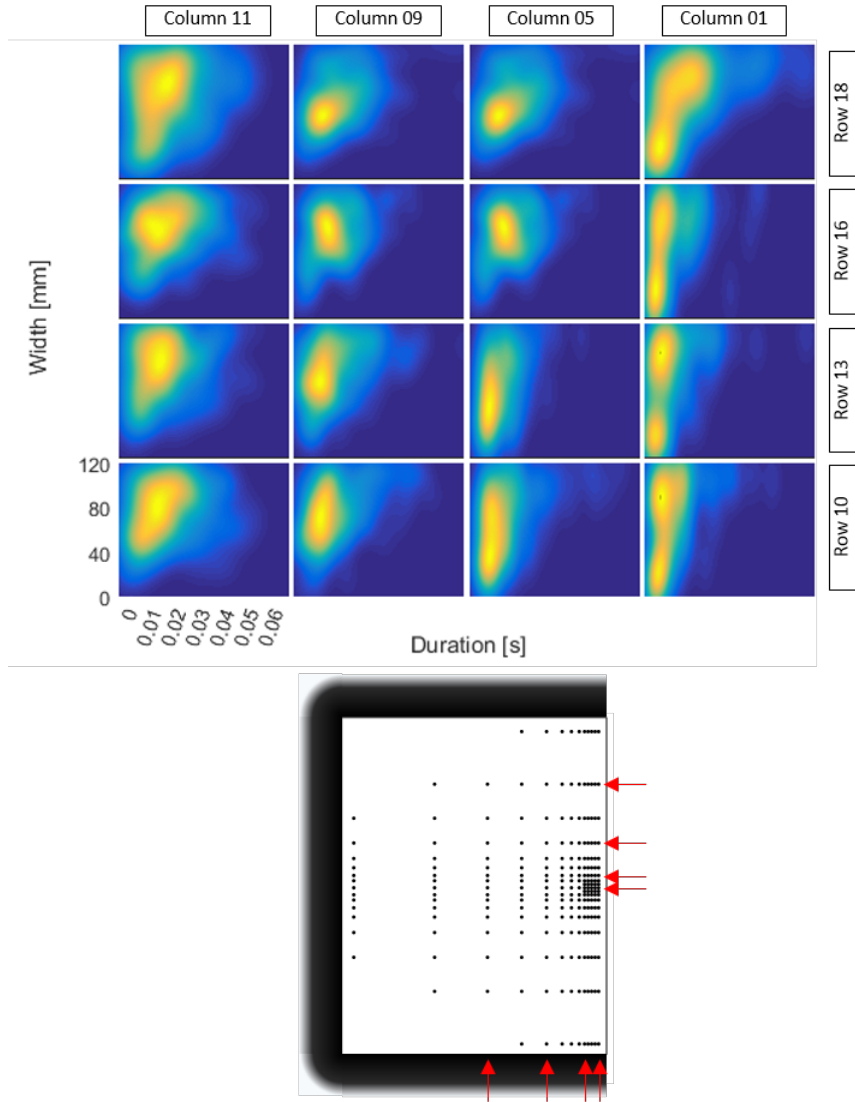 Column 11 Column 09 Column 05 Column 01
Row 18
Row 16
Width [mm]
Row 13
120
80
40
0
Row 10
0 0.01 0.02 0.03 0.04 0.05 0.06
Duration [s]